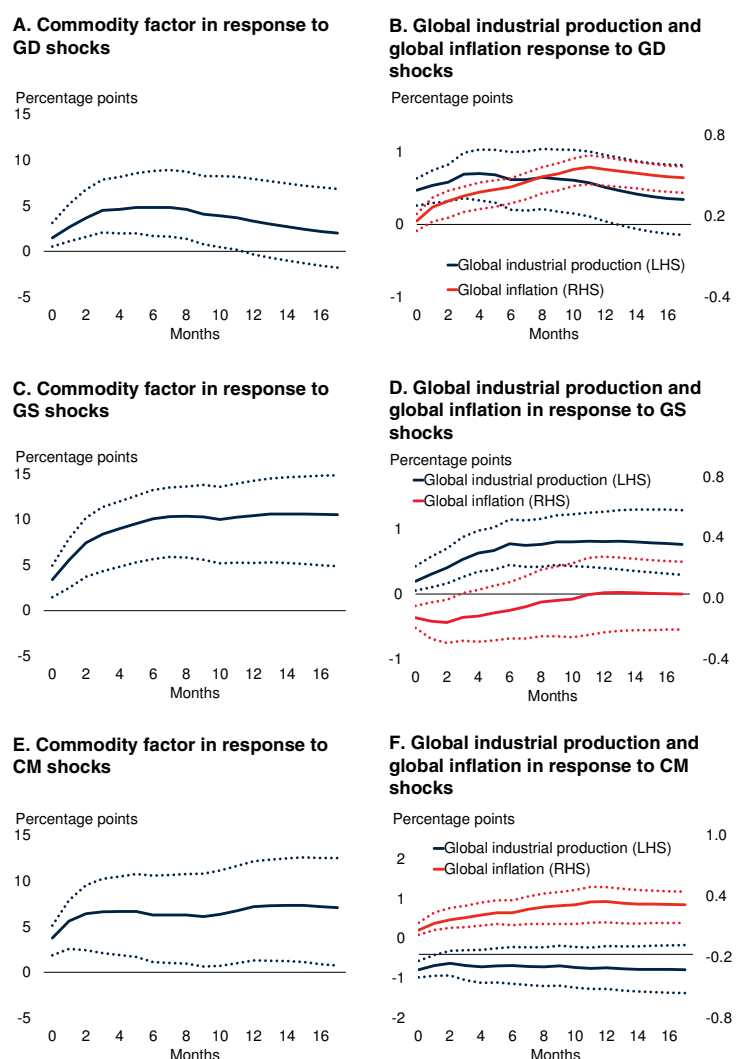 A. Commodity factor in response to
GD shocks
Percentage points
15
10
5
0
-5
0 2 4 6 8 10 12 14 16
Months
B. Global industrial production and
global inflation response to GD
shocks
Percentage points
1
0
-1
0.8
0.2
-0.4
Global industrial production (LHS)
Global inflation (RHS)
0 2 4 6 8 10 12 14 16
Months
C. Commodity factor in response to
GS shocks
Percentage points
15
10
5
0
-5
0 2 4 6 8 10 12 14 16
Months
D. Global industrial production and
global inflation in response to GS
shocks
Percentage points
Global industrial production (LHS)
Global inflation (RHS)
1
0
-1
0.8
0.4
0.0
-0.4
0 2 4 6 8 10 12 14 16
Months
E. Commodity factor in response to
CM shocks
Percentage points
15
10
5
0
-5
0 2 4 6 8 10 12 14 16
Months
F. Global industrial production and
global inflation in response to CM
shocks
Percentage points
Global industrial production (LHS)
Global inflation (RHS)
2
1
0
-1
-2
1.0
0.4
-0.2
-0.8
0 2 4 6 8 10 12 14 16
Months